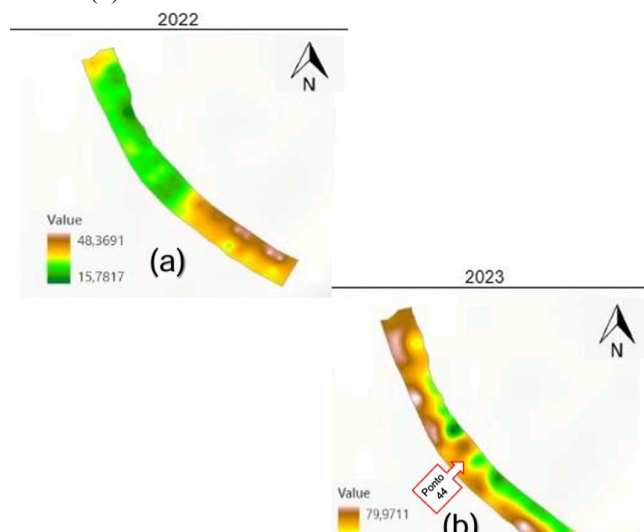 2022
N
Value
48,3691
15,7817
(a)
2023
N
Ponto
44
Value
79,9711
(b)